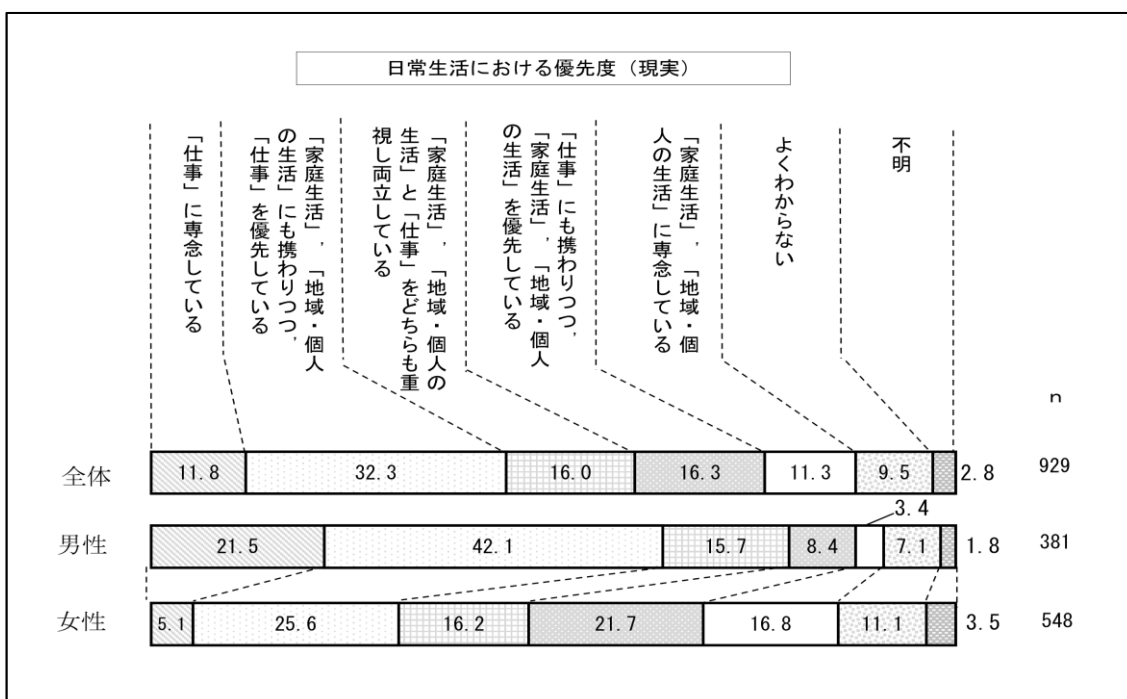 日常生活における優先度（現実）
「仕事」に専念している
「家庭生活」，「地域・個人
の生活」にも携わりつつ，
「仕事」を優先している
「家庭生活」，「地域・個人の
生活」と「仕事」をどちらも重
視し両立している
「仕事」にも携わりつつ，
「家庭生活」，「地域・個人
の生活」を優先している
「家庭生活」，「地域・個
人の生活」に専念している
よくわからない
不明
n
全体 11.8 32.3 16.0 16.3 11.3 9.5 2.8 929
3.4
男性 21.5 42.1 15.7 8.4 7.1 1.8 381
女性 5.1 25.6 16.2 21.7 16.8 11.1 3.5 548